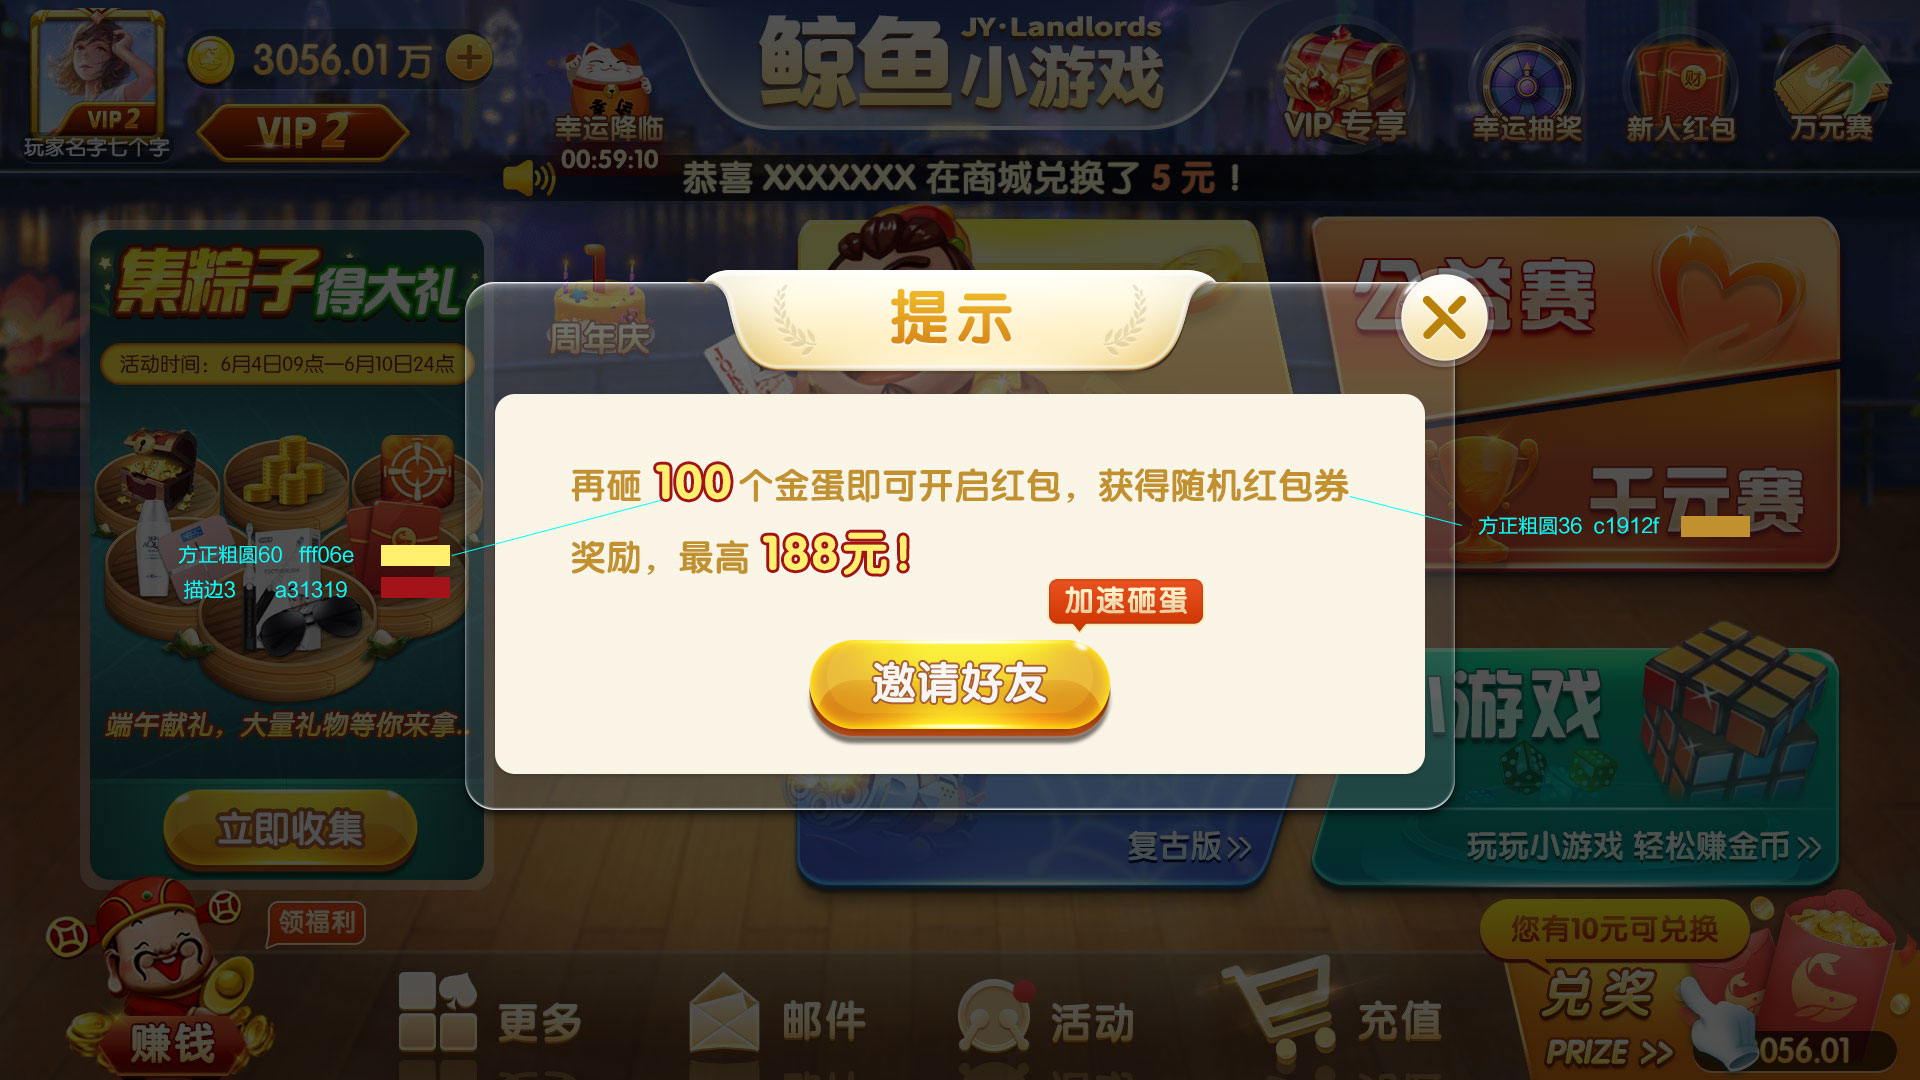 3056.01万
VIP 2
VIP 2
玩家名字七个字
幸运
幸运降临
00:59:10
鲸鱼
JY·Landlords
小游戏
VIP 专享
财
幸运抽奖
新人红包
万元赛
恭喜 XXXXXXX 在商城兑换了 5 元！
集粽子得大礼
活动时间：6月4日09点—6月10日24点
1
周年庆
JOKER
提示
公益赛
千元赛
再砸 100 个金蛋即可开启红包，获得随机红包券
奖励，最高 188元！
方正粗圆60 fff06e
描边3 a31319
方正粗圆36 c1912f
加速砸蛋
邀请好友
端午献礼，大量礼物等你来拿..
立即收集
小游戏
复古版>>
玩玩小游戏 轻松赚金币>>
领福利
赚钱
更多
邮件
活动
充值
您有10元可兑换
兑奖
PRIZE >>
056.01